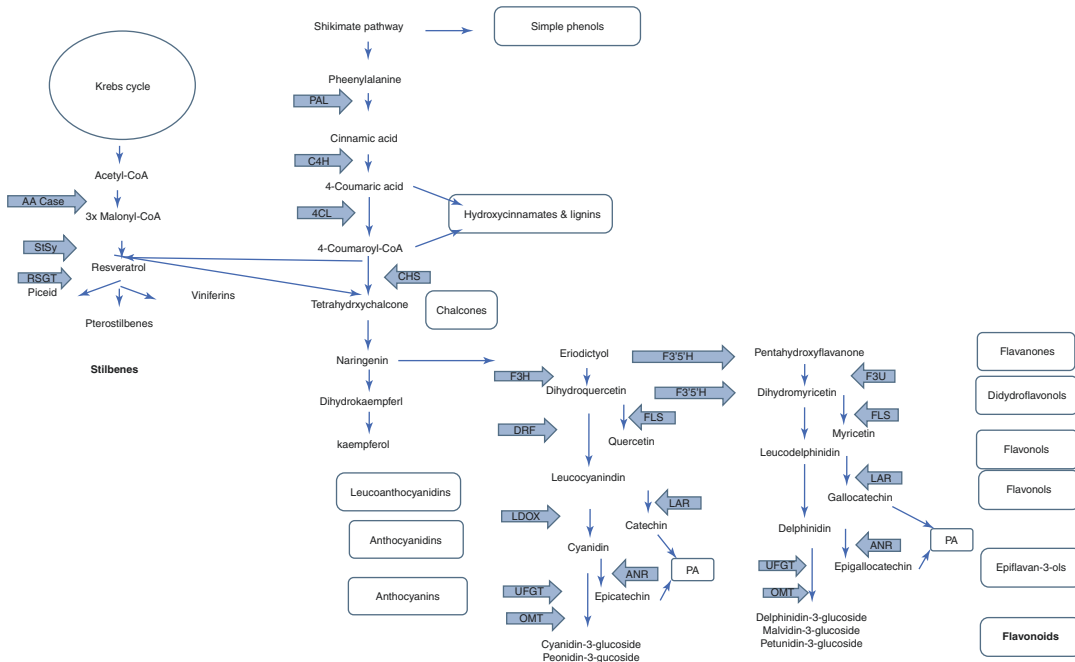 Shikimate pathway
Simple phenols
Krebs cycle
Pheenylalanine
PAL
Cinnamic acid
C4H
Acetyl-CoA
4-Coumaric acid
AA Case
4CL
Hydroxycinnamates & lignins
3x Malonyl-CoA
StSy
4-Coumaroyl-CoA
Resveratrol
RSGT
CHS
Piceid
Viniferins
Tetrahydrxychalcone
Chalcones
Pterostilbenes
Stilbenes
Naringenin
Eriodictyol
F3'5'H
Pentahydroxyflavanone
Flavanones
F3H
F3U
Dihydroquercetin
F3'5'H
Dihydromyricetin
Didydroflavonols
Dihydrokaempferl
FLS
FLS
DRF
Quercetin
Myricetin
kaempferol
Leucodelphinidin
Flavonols
Leucocyanindin
LAR
Flavonols
Leucoanthocyanidins
Gallocatechin
LAR
LDOX
Catechin
Delphinidin
Anthocyanidins
Cyanidin
ANR
PA
UFGT
Epigallocatechin
Epiflavan-3-ols
ANR
PA
UFGT
Epicatechin
OMT
Anthocyanins
OMT
Delphinidin-3-glucoside
Malvidin-3-glucoside
Petunidin-3-glucoside
Flavonoids
Cyanidin-3-glucoside
Peonidin-3-gucoside